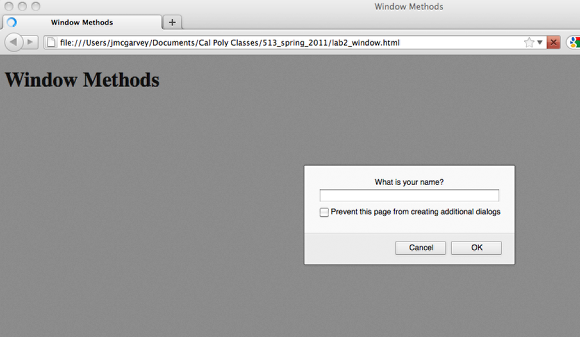 Window Methods
Window Methods
file:///Users/jmcgarvey/Documents/Cal Poly Classes/513_spring_2011/lab2_window.html
Window Methods
What is your name?
Prevent this page from creating additional dialogs
Cancel OK